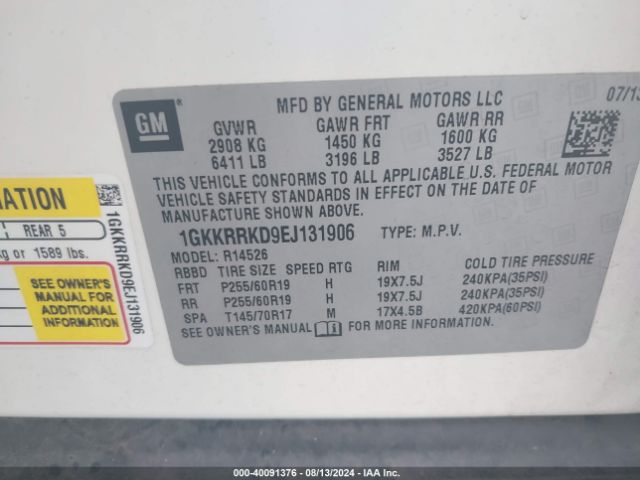 GM
MFD BY GENERAL MOTORS LLC
07/13
GVWR GAWR FRT GAWR RR
2908 KG 1450 KG 1600 KG
6411 LB 3196 LB 3527 LB
THIS VEHICLE CONFORMS TO ALL APPLICABLE U.S. FEDERAL MOTOR
VEHICLE SAFETY STANDARDS IN EFFECT ON THE DATE OF
MANUFACTURE SHOWN ABOVE.
1GKKRRKD9EJ131906 TYPE: M.P.V.
MODEL: R14526
RBBD TIRE SIZE SPEED RTG RIM COLD TIRE PRESSURE
FRT P255/60R19 H 19X7.5J 240KPA(35PSI)
RR P255/60R19 H 19X7.5J 240KPA(35PSI)
SPA T145/70R17 M 17X4.5B 420KPA(60PSI)
SEE OWNER'S MANUAL FOR MORE INFORMATION.
REAR 5
kg or 1589 lbs.
SEE OWNER'S
MANUAL FOR
ADDITIONAL
INFORMATION
1GKKRRKD9EJ131906
000-40091376 - 08/13/2024 - IAA Inc.